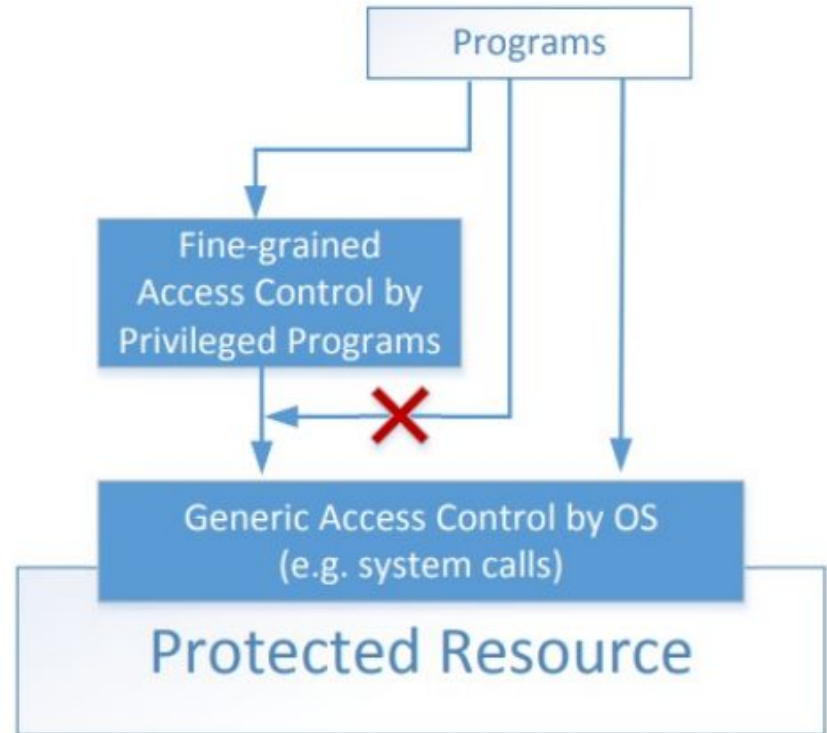 Programs
Fine-grained
Access Control by
Privileged Programs
Generic Access Control by OS
(e.g. system calls)
Protected Resource